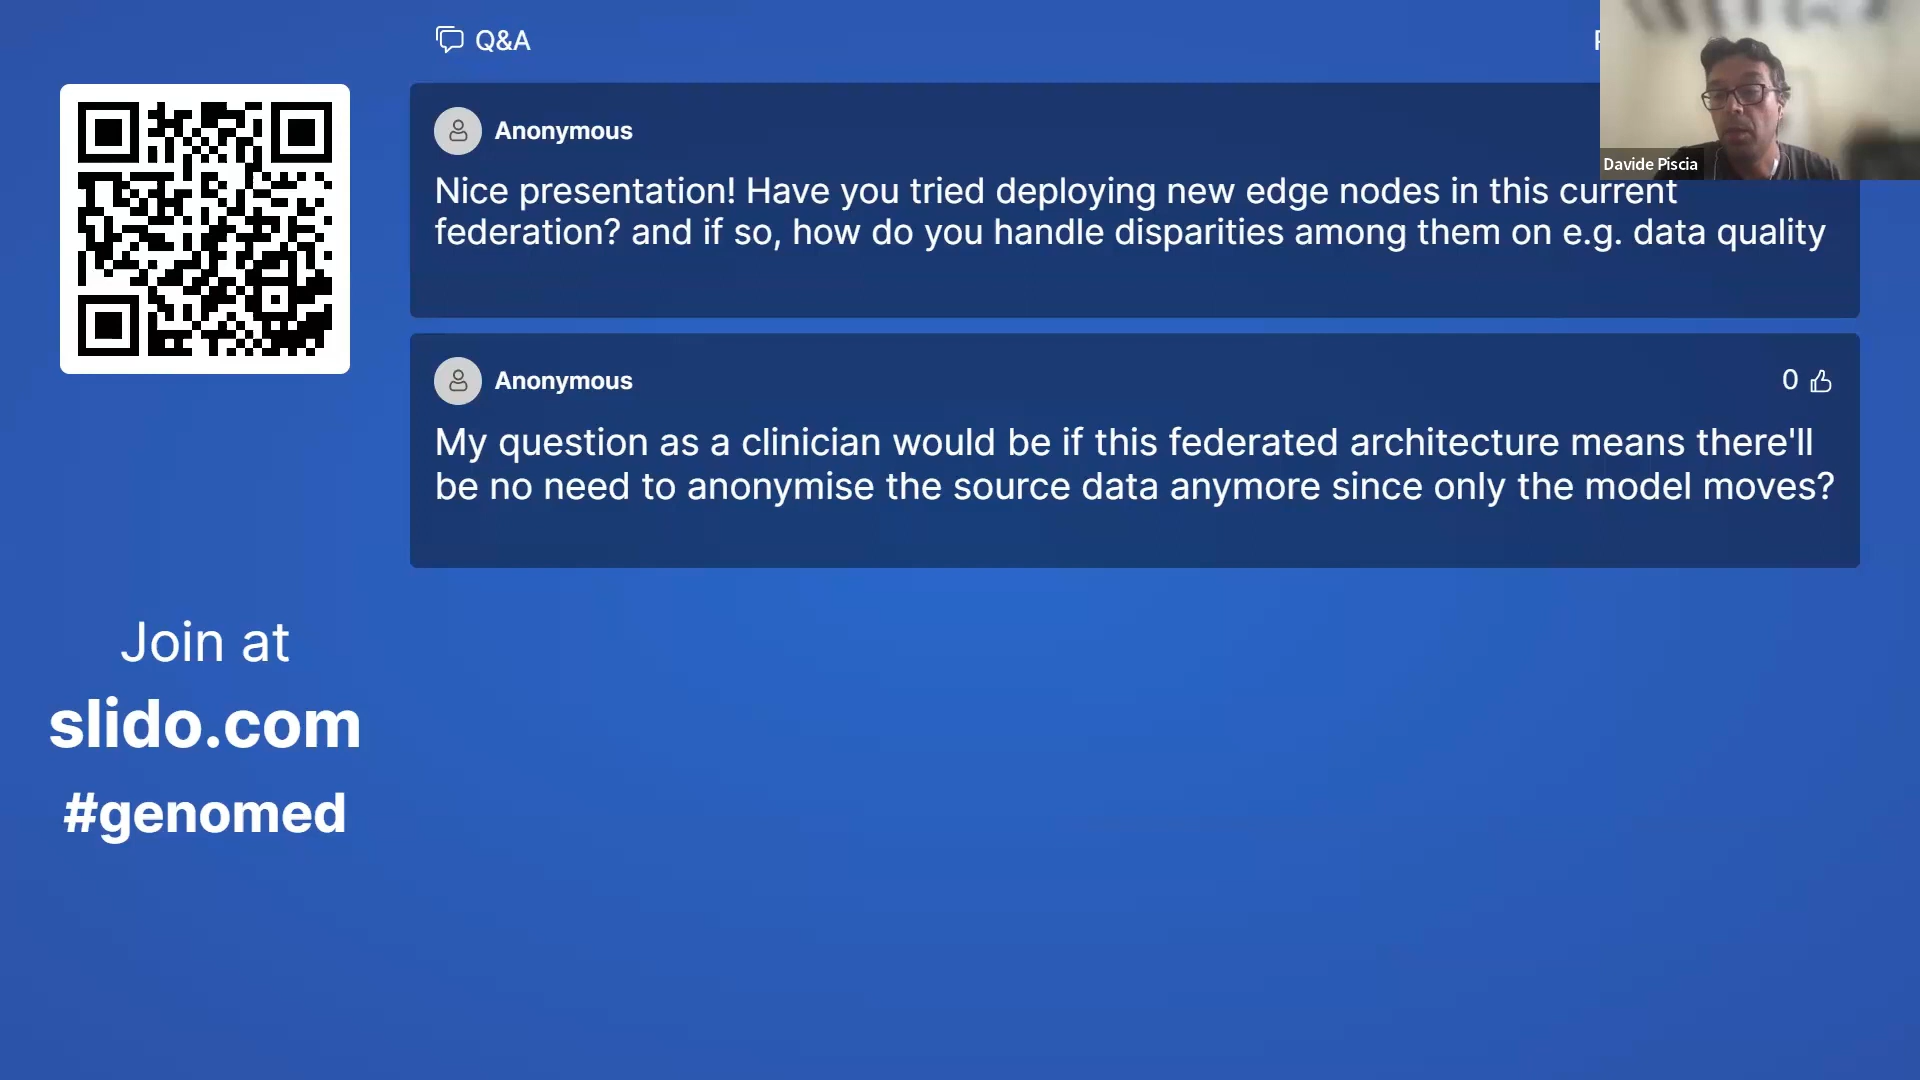 Q&A
Davide Piscia
Anonymous
Nice presentation! Have you tried deploying new edge nodes in this current
federation? and if so, how do you handle disparities among them on e.g. data quality
Anonymous
0
My question as a clinician would be if this federated architecture means there'll
be no need to anonymise the source data anymore since only the model moves?
Join at
slido.com
#genomed